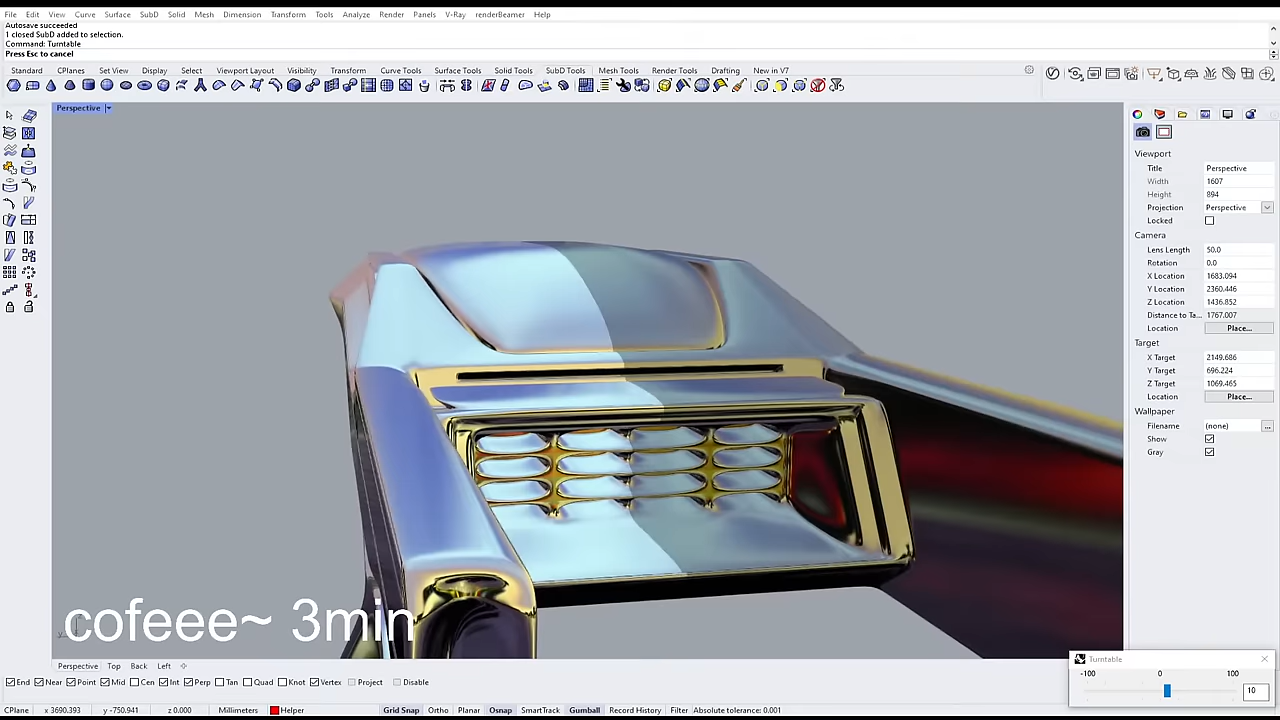 File Edit View Curve Surface SubD Solid Mesh Dimension Transform Tools Analyze Render Panels V-Ray renderBeamer Help
Autosave succeeded
1 closed SubD added to selection.
Command: Turntable
Press Esc to cancel
Standard CPlanes Set View Display Select Viewport Layout Visibility Transform Curve Tools Surface Tools Solid Tools SubD Tools Mesh Tools Render Tools Drafting New in V7
Perspective
Viewport
Title Perspective
Width 1607
Height 894
Projection Perspective
Locked
Camera
Lens Length 50.0
Rotation 0.0
X Location 1683.094
Y Location 2360.446
Z Location 1436.852
Distance to Ta... 1767.007
Location Place...
Target
X Target 2149.686
Y Target 696.224
Z Target 1069.465
Location Place...
Wallpaper
Filename (none) ...
Show
Gray
cofeee~ 3min
Perspective Top Back Left
Turntable
-100 0 100
10
End Near Point Mid Cen Int Perp Tan Quad Knot Vertex Project Disable
CPlane x 3690.393 y -750.941 z 0.000 Millimeters Helper Grid Snap Ortho Planar Osnap SmartTrack Gumball Record History Filter Absolute tolerance: 0.001